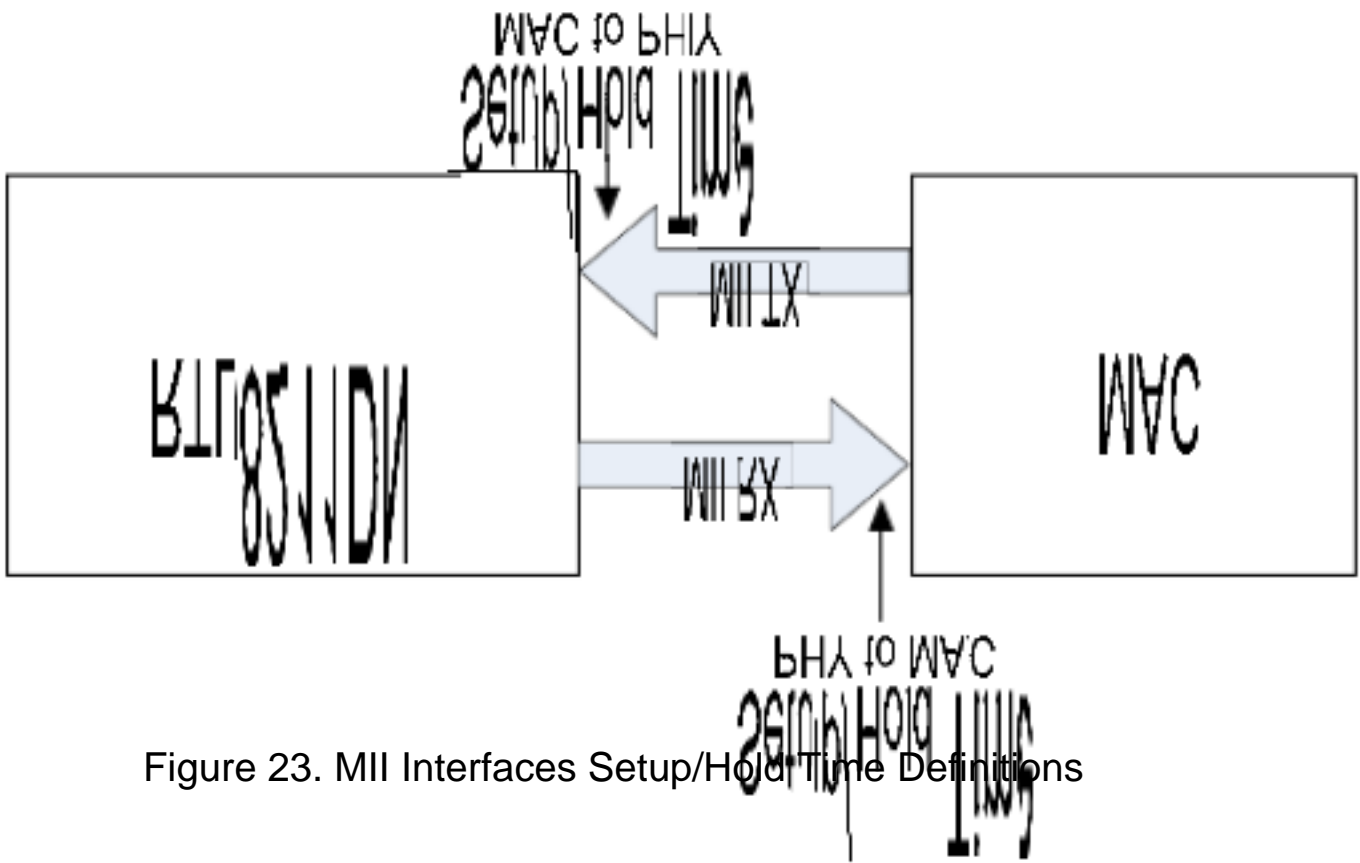 MAC to PHY
Setup/Hold Time
MII TX
RTL8211DN
MAC
MII RX
PHY to MAC
Setup/Hold Time
Figure 23. MII Interfaces Setup/Hold Time Definitions